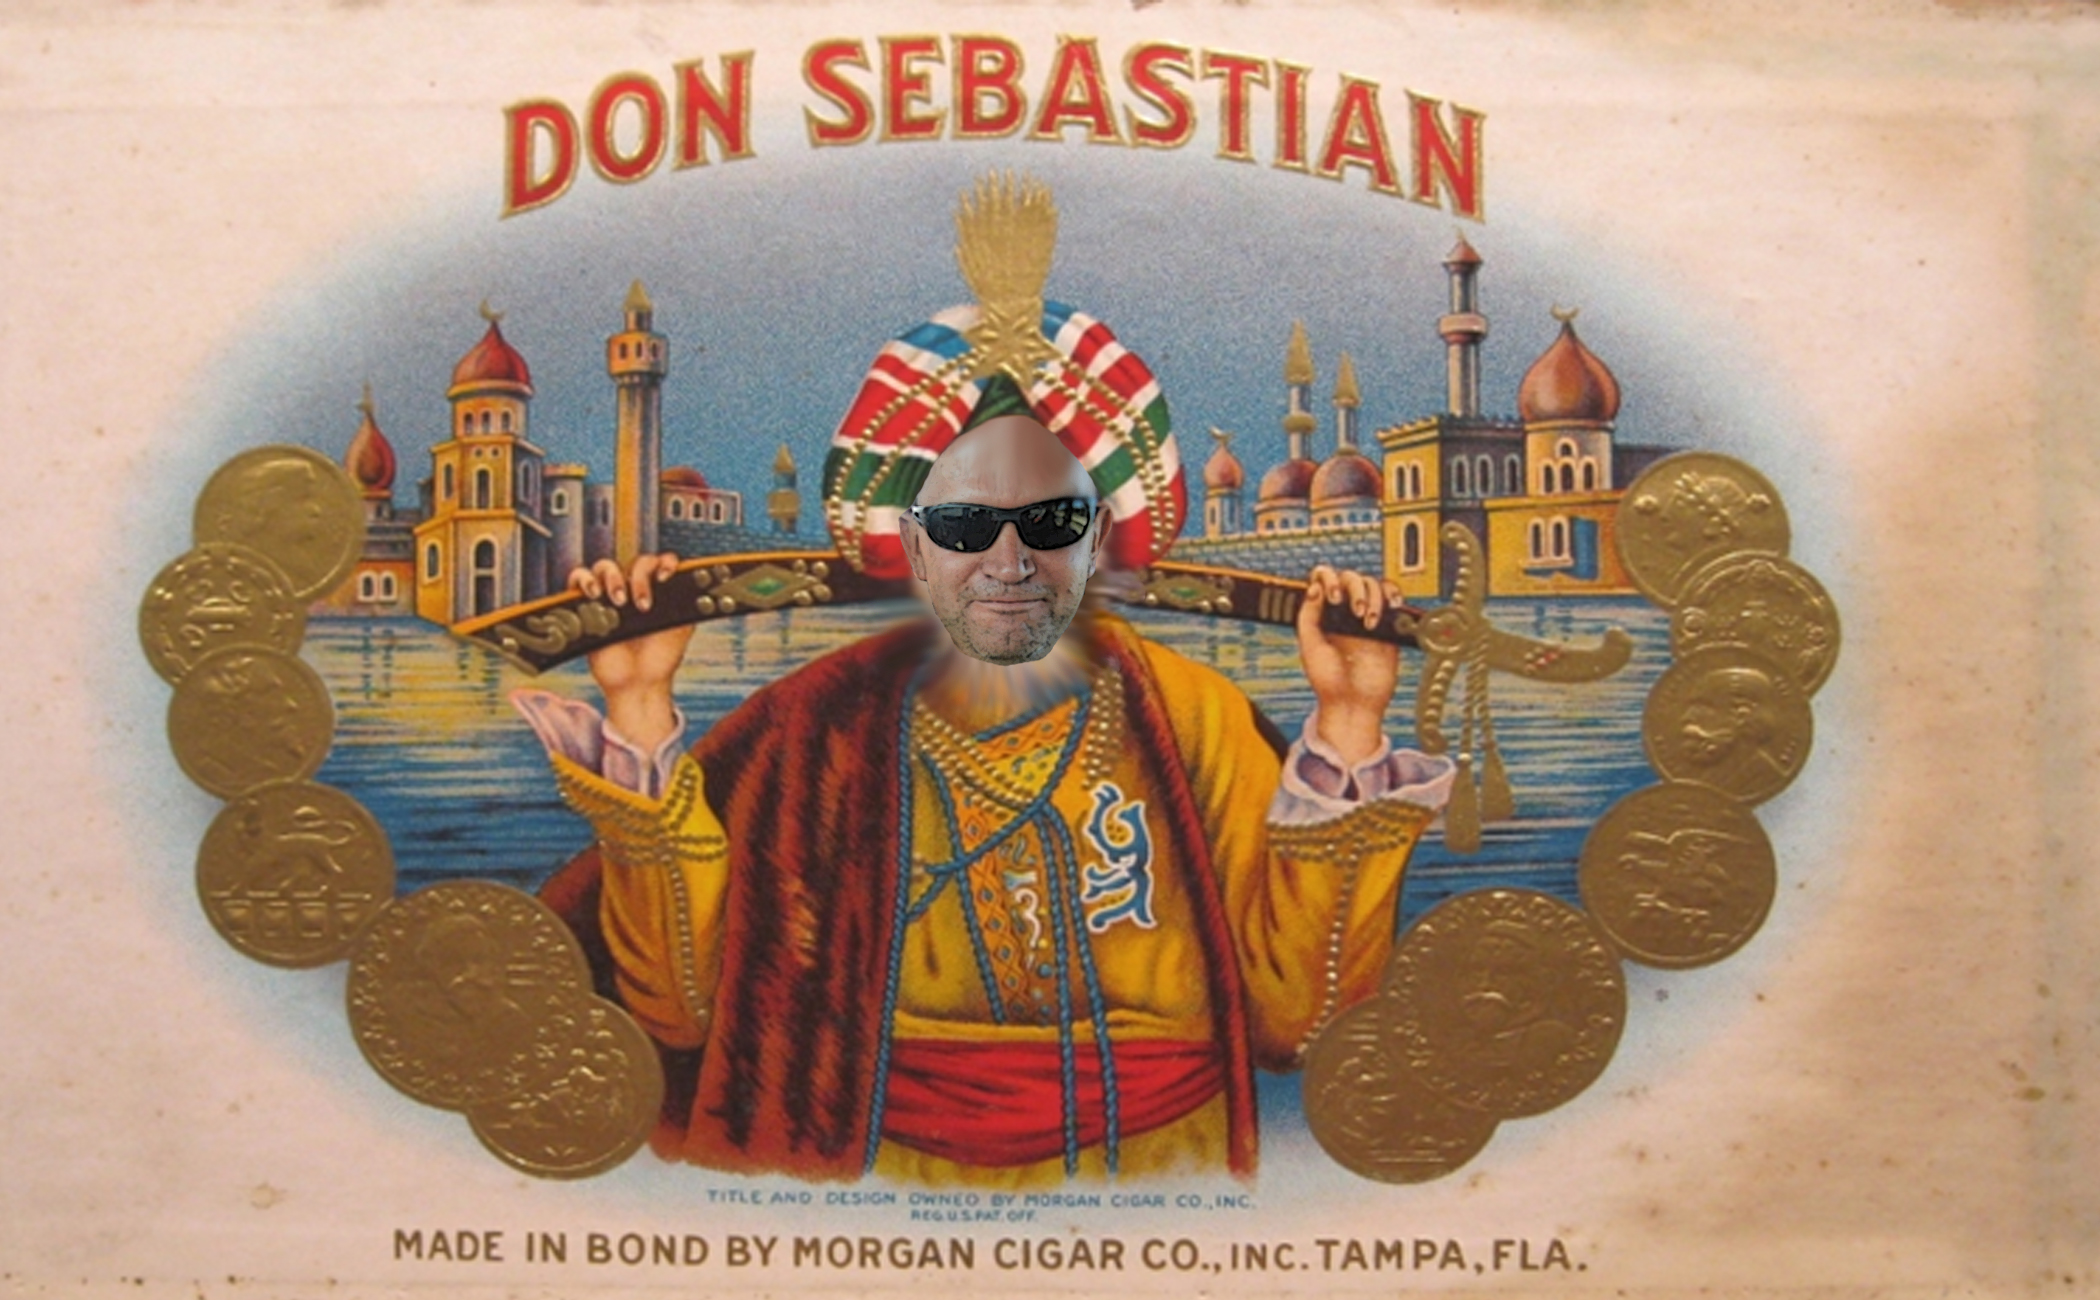 DON SEBASTIAN
TITLE AND DESIGN OWNED BY MORGAN CIGAR CO., INC.
REG. U.S. PAT. OFF.
MADE IN BOND BY MORGAN CIGAR CO., INC. TAMPA, FLA.